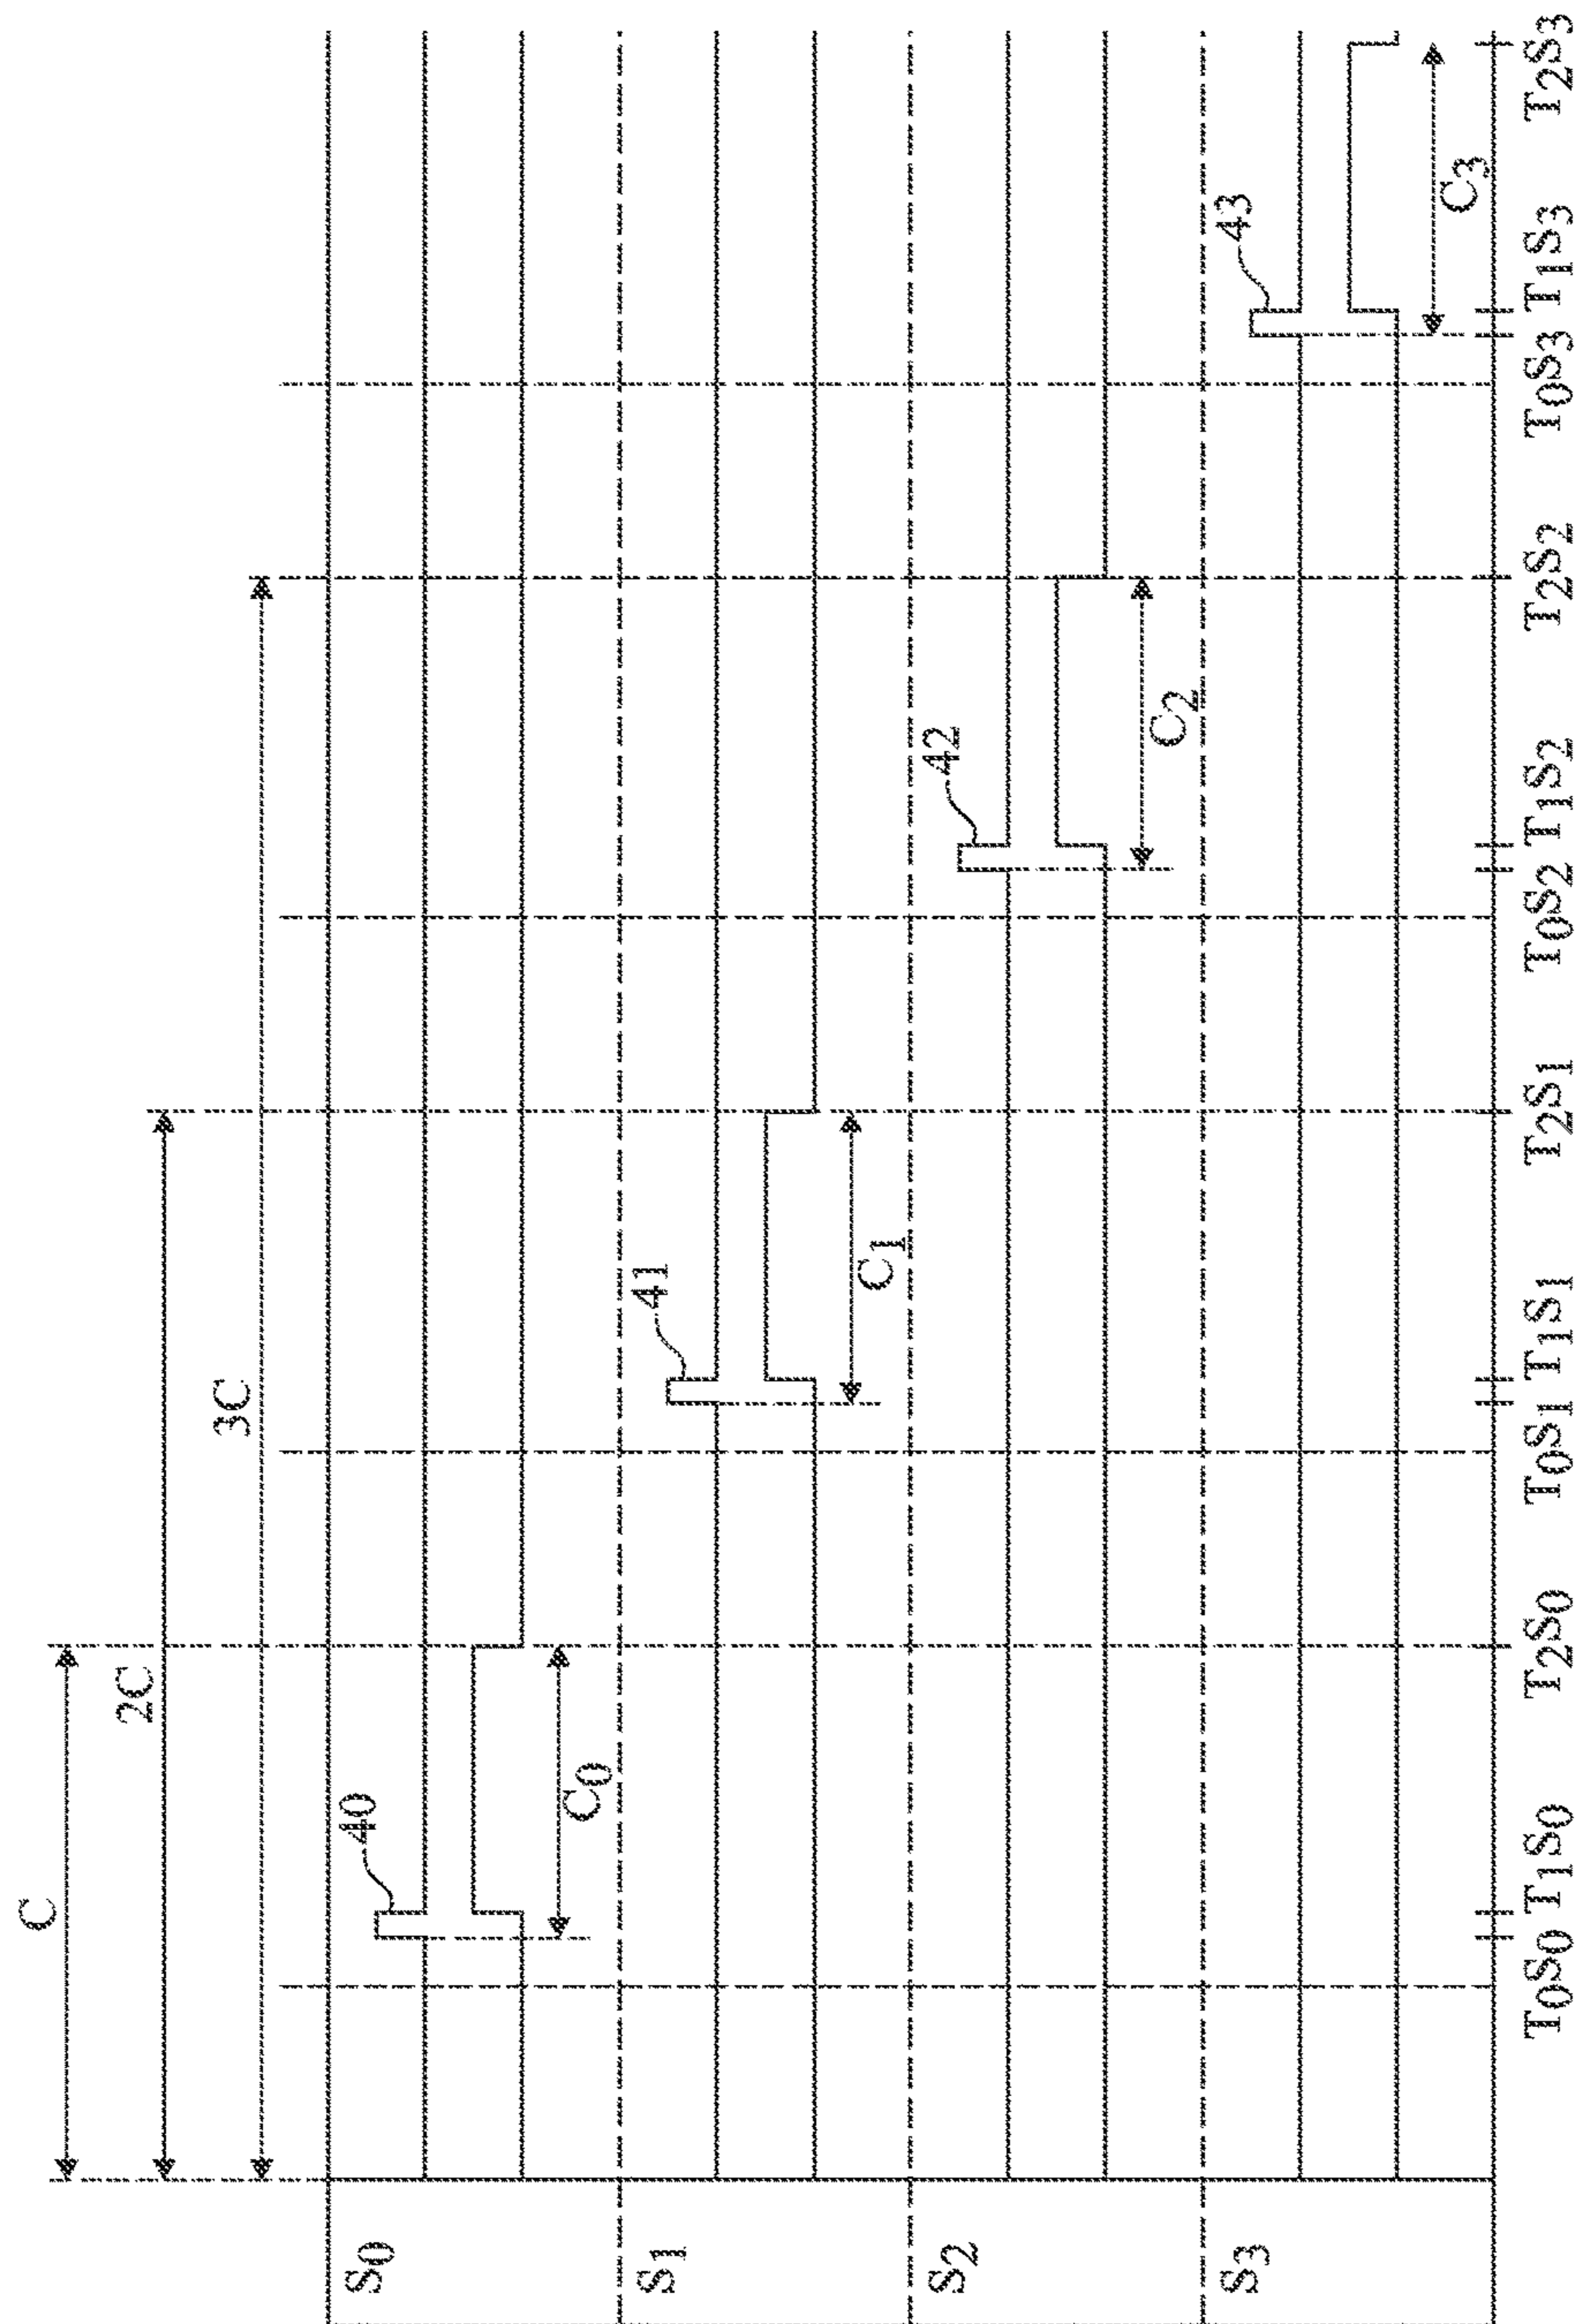 C
2C
3C
S0
40
C0
S1
41
C1
S2
42
C2
S3
43
C3
T0S0 T1S0 T2S0 T0S1 T1S1 T2S1 T0S2 T1S2 T2S2 T0S3 T1S3 T2S3